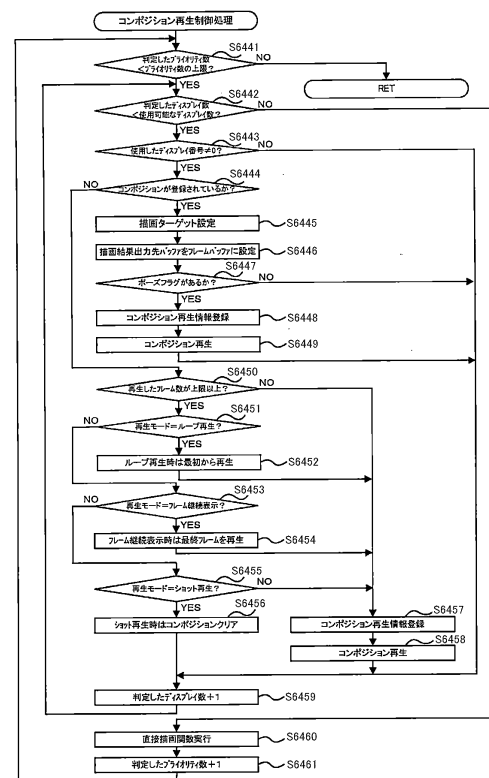 コンポジション再生制御処理
S6441
判定したプライオリティ数
<プライオリティ数の上限?
NO
YES
RET
S6442
判定したディスプレイ数
<使用可能なディスプレイ数?
NO
YES
S6443
使用したディスプレイ番号≠0?
NO
YES
S6444
NO
コンポジションが登録されているか?
YES
描画ターゲット設定
S6445
描画結果出力先バッファをフレームバッファに設定
S6446
S6447
ポーズフラグがあるか?
NO
YES
コンポジション再生情報登録
S6448
コンポジション再生
S6449
S6450
再生したフレーム数が上限以上?
NO
YES
S6451
NO
再生モード=ループ再生?
YES
ループ再生時は最初から再生
S6452
S6453
NO
再生モード=フレーム継続表示?
YES
フレーム継続表示時は最終フレームを再生
S6454
S6455
再生モード=ショット再生?
NO
YES
S6456
ショット再生時はコンポジションクリア
S6457
コンポジション再生情報登録
S6458
コンポジション再生
判定したディスプレイ数+1
S6459
直接描画関数実行
S6460
判定したプライオリティ数+1
S6461